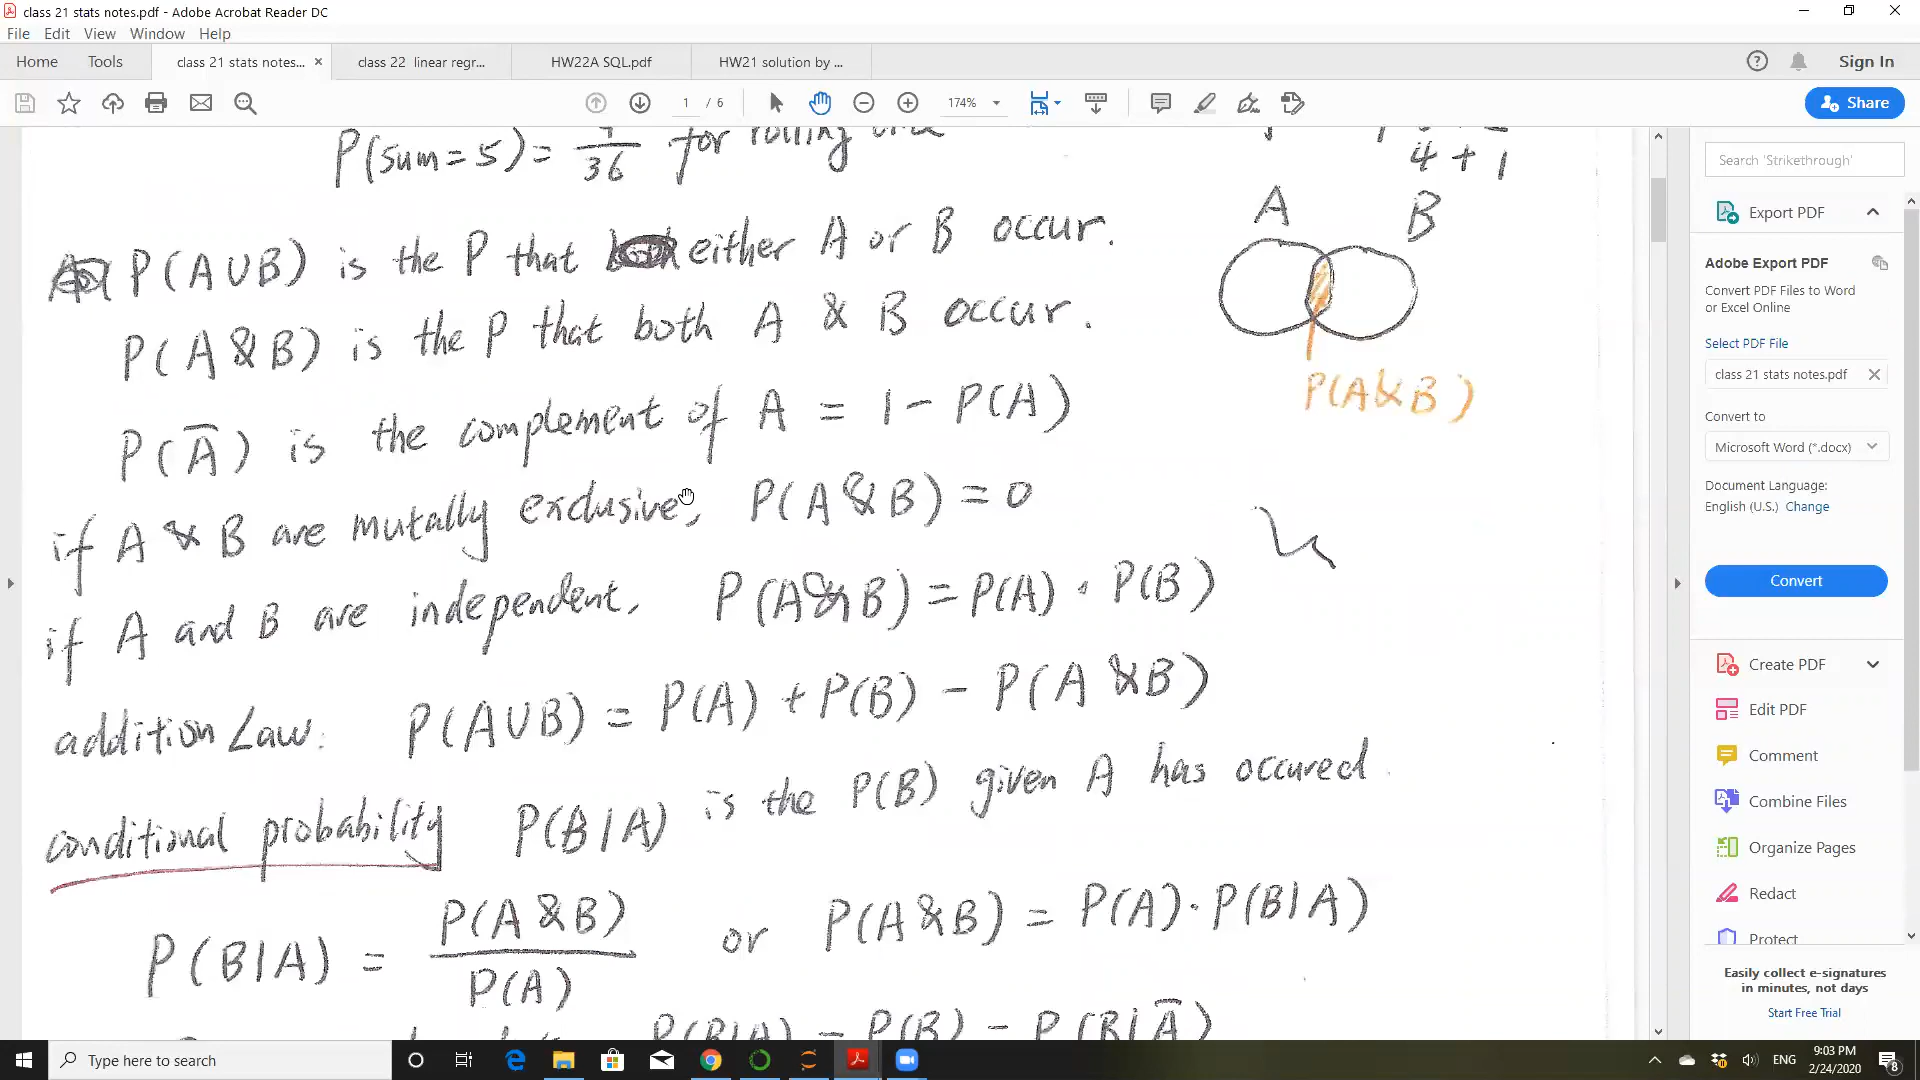 class 21 stats notes.pdf - Adobe Acrobat Reader DC
File Edit View Window Help
Home Tools class 21 stats notes... × class 22 linear regr... HW22A SQL.pdf HW21 solution by ... Sign In
1 / 6 174% Share
P(sum=5) = 4/36 for rolling
4 + 1
A B
P(A∪B) is the P that either A or B occur.
P(A&B) is the P that both A & B occur.
P(A&B)
P(A̅) is the complement of A = 1 - P(A)
if A & B are mutally exclusive, P(A&B) = 0
if A and B are independent, P(A&B) = P(A) · P(B)
addition Law: P(A∪B) = P(A) + P(B) - P(A&B)
conditional probability P(B|A) is the P(B) given A has occured.
P(B|A) = P(A&B) / P(A) or P(A&B) = P(A)·P(B|A)
P(B|A) = P(B) = P(B|A̅)
Search 'Strikethrough'
Export PDF
Adobe Export PDF
Convert PDF Files to Word
or Excel Online
Select PDF File
class 21 stats notes.pdf
Convert to
Microsoft Word (*.docx)
Document Language:
English (U.S.) Change
Convert
Create PDF
Edit PDF
Comment
Combine Files
Organize Pages
Redact
Protect
Easily collect e-signatures
in minutes, not days
Start Free Trial
Type here to search
ENG
9:03 PM
2/24/2020
8